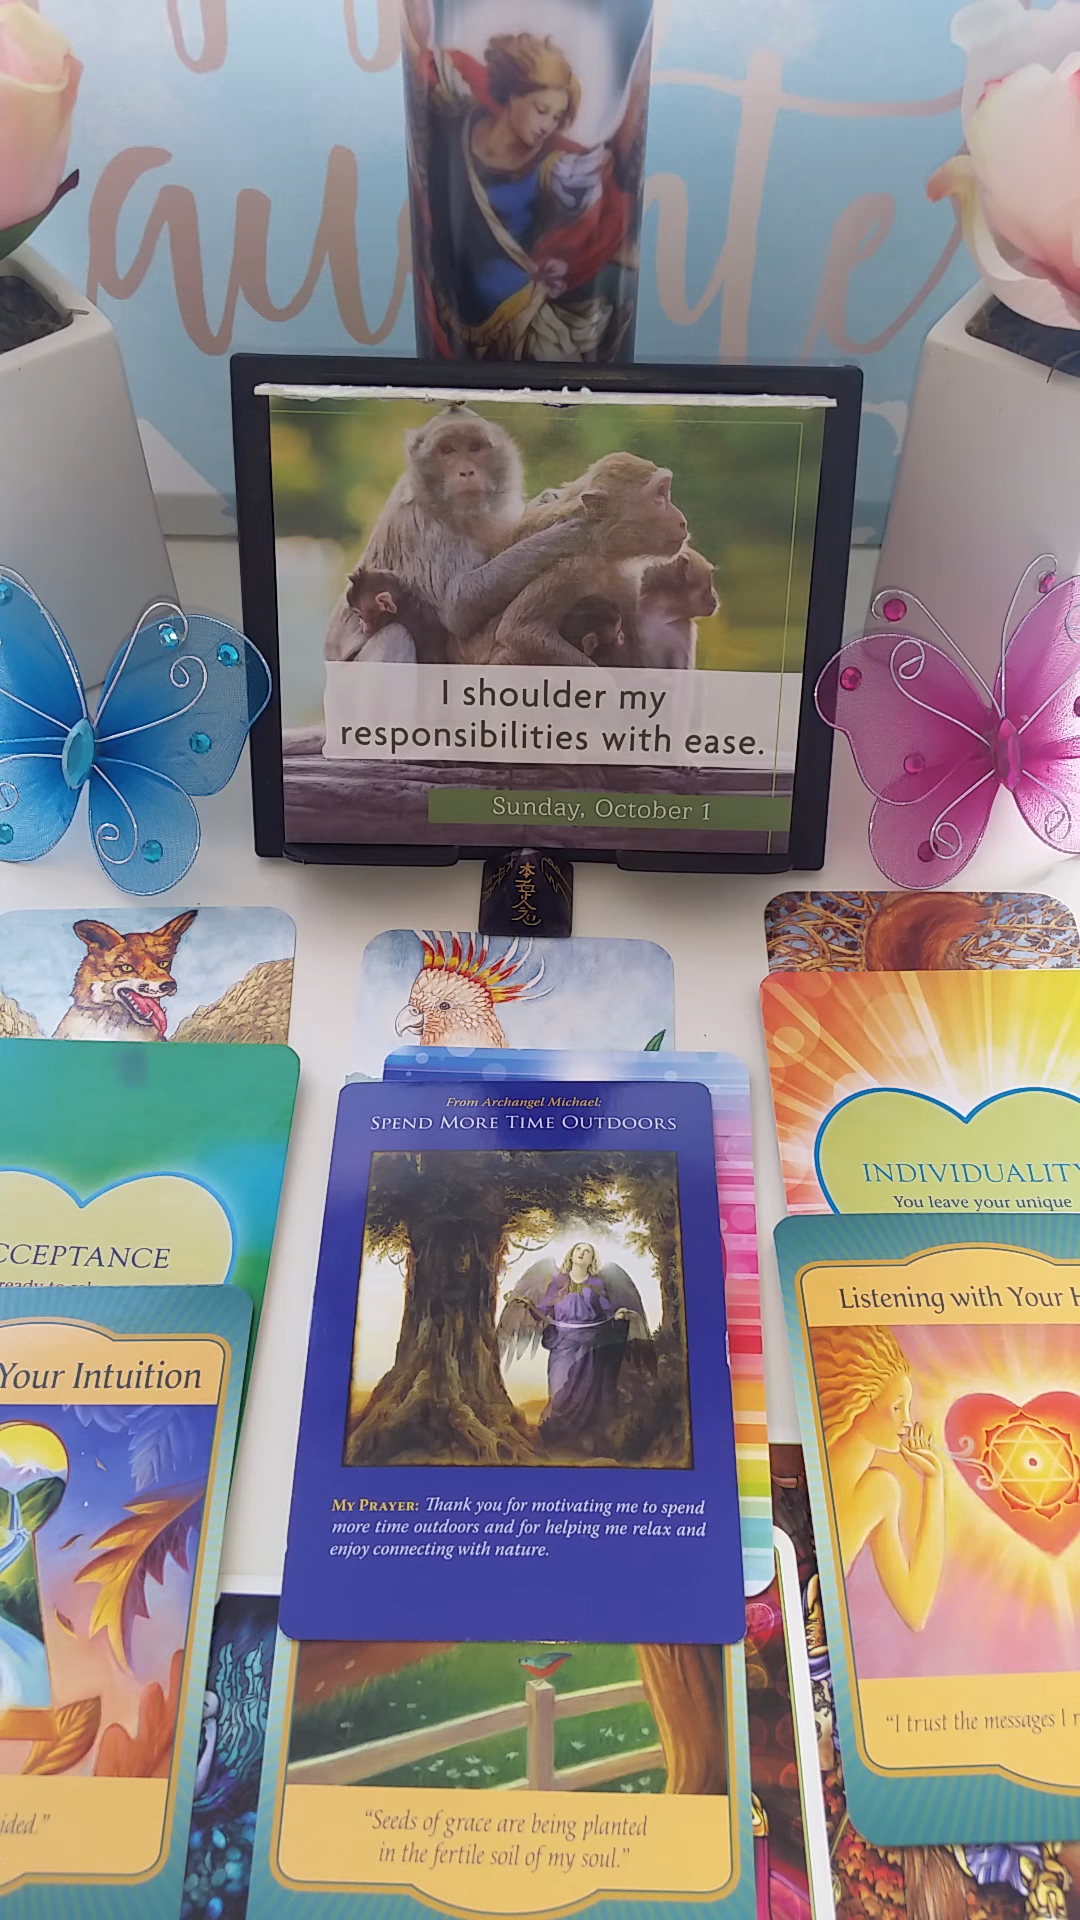 I shoulder my
responsibilities with ease.
Sunday, October 1
From Archangel Michael:
SPEND MORE TIME OUTDOORS
MY PRAYER: Thank you for motivating me to spend
more time outdoors and for helping me relax and
enjoy connecting with nature.
CCEPTANCE
Your Intuition
ided.”
INDIVIDUALITY
You leave your unique
Listening with Your H
“I trust the messages I r
“Seeds of grace are being planted
in the fertile soil of my soul.”